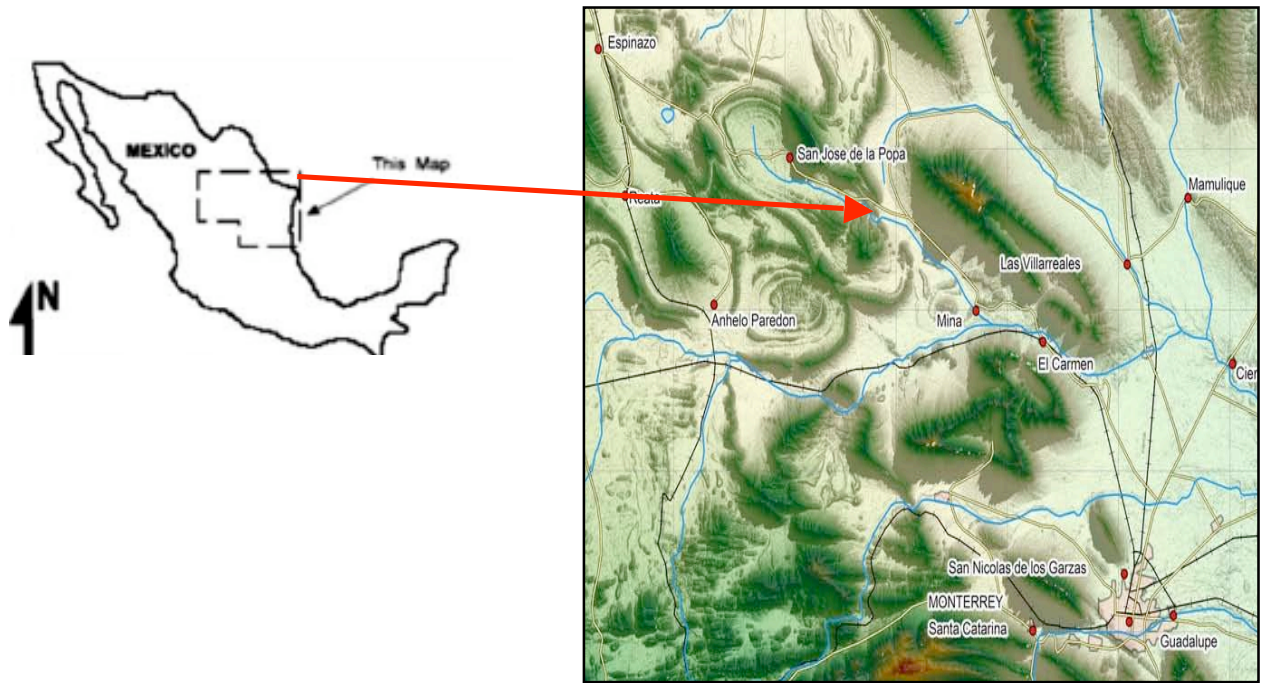 MEXICO
This Map
N
Espinazo
San Jose de la Popa
Reata
Mamulique
Las Villarreales
Anhelo Paredon
Mina
El Carmen
Cien
San Nicolas de los Garzas
MONTERREY
Santa Catarina
Guadalupe